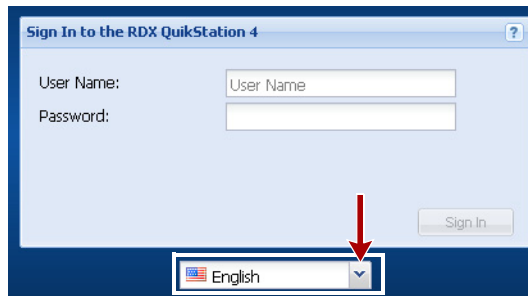 Sign In to the RDX QuikStation 4
?
User Name:
User Name
Password:
Sign In
English